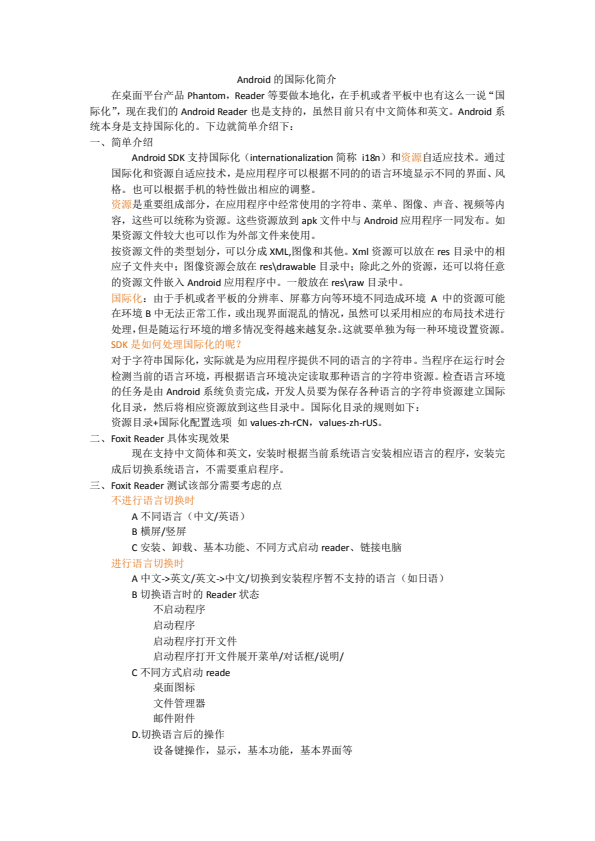 Android 的国际化简介
在桌面平台产品 Phantom，Reader 等要做本地化，在手机或者平板中也有这么一说“国
际化”，现在我们的 Android Reader 也是支持的，虽然目前只有中文简体和英文。Android 系
统本身是支持国际化的。下边就简单介绍下：
一、简单介绍
Android SDK 支持国际化（internationalization 简称 i18n）和资源自适应技术。通过
国际化和资源自适应技术，是应用程序可以根据不同的的语言环境显示不同的界面、风
格。也可以根据手机的特性做出相应的调整。
资源是重要组成部分，在应用程序中经常使用的字符串、菜单、图像、声音、视频等内
容，这些可以统称为资源。这些资源放到 apk 文件中与 Android 应用程序一同发布。如
果资源文件较大也可以作为外部文件来使用。
按资源文件的类型划分，可以分成 XML,图像和其他。Xml 资源可以放在 res 目录中的相
应子文件夹中；图像资源会放在 res\drawable 目录中；除此之外的资源，还可以将任意
的资源文件嵌入 Android 应用程序中。一般放在 res\raw 目录中。
国际化：由于手机或者平板的分辨率、屏幕方向等环境不同造成环境 A 中的资源可能
在环境 B 中无法正常工作，或出现界面混乱的情况，虽然可以采用相应的布局技术进行
处理，但是随运行环境的增多情况变得越来越复杂。这就要单独为每一种环境设置资源。
SDK 是如何处理国际化的呢？
对于字符串国际化，实际就是为应用程序提供不同的语言的字符串。当程序在运行时会
检测当前的语言环境，再根据语言环境决定读取那种语言的字符串资源。检查语言环境
的任务是由 Android 系统负责完成，开发人员要为保存各种语言的字符串资源建立国际
化目录，然后将相应资源放到这些目录中。国际化目录的规则如下：
资源目录+国际化配置选项 如 values-zh-rCN，values-zh-rUS。
二、Foxit Reader 具体实现效果
现在支持中文简体和英文，安装时根据当前系统语言安装相应语言的程序，安装完
成后切换系统语言，不需要重启程序。
三、Foxit Reader 测试该部分需要考虑的点
不进行语言切换时
A 不同语言（中文/英语）
B 横屏/竖屏
C 安装、卸载、基本功能、不同方式启动 reader、链接电脑
进行语言切换时
A 中文->英文/英文->中文/切换到安装程序暂不支持的语言（如日语）
B 切换语言时的 Reader 状态
不启动程序
启动程序
启动程序打开文件
启动程序打开文件展开菜单/对话框/说明/
C 不同方式启动 reade
桌面图标
文件管理器
邮件附件
D.切换语言后的操作
设备键操作，显示，基本功能，基本界面等